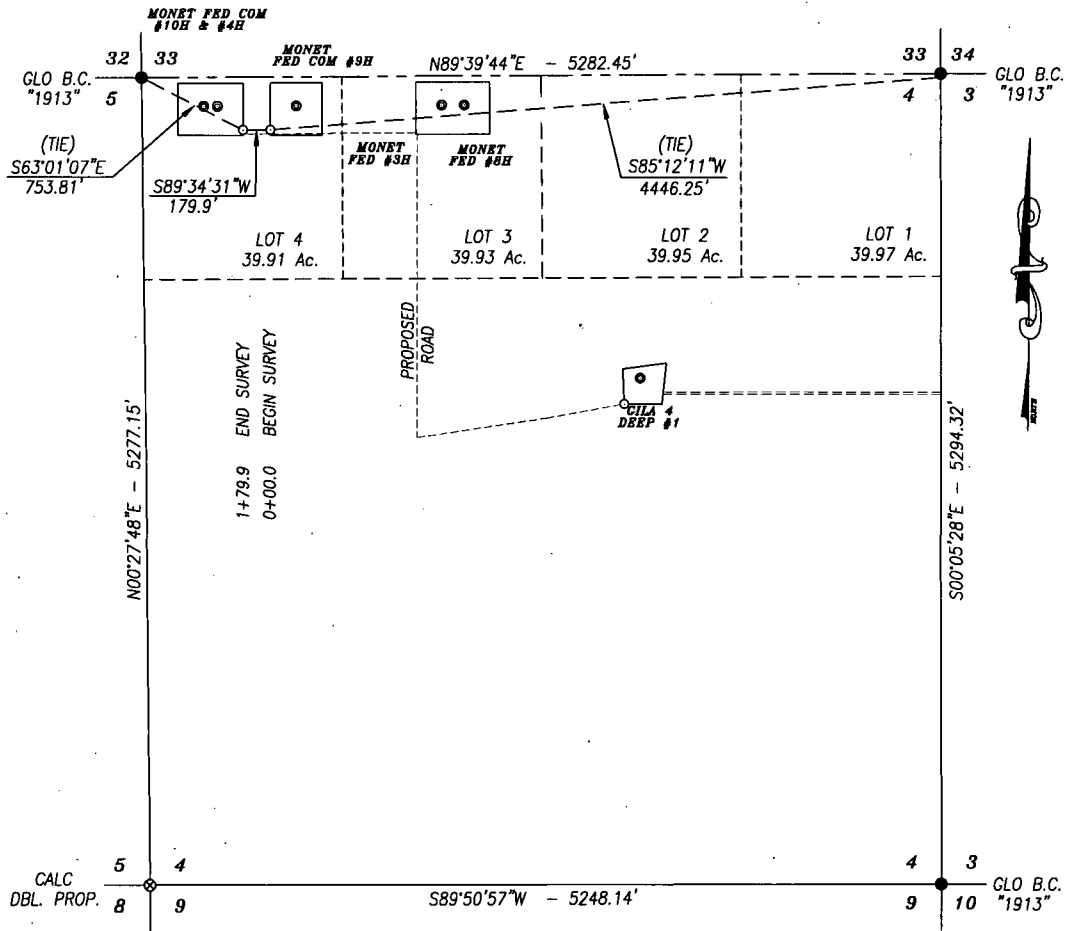 MONET FED COM
#10H & #4H
32 33
MONET
FED COM #9H
N89°39'44"E - 5282.45'
33 34
GLO B.C.
"1913"
5
4 3
GLO B.C.
"1913"
(TIE)
S63°01'07"E
753.81'
S89°34'31"W
179.9'
MONET
FED #3H
MONET
FED #8H
(TIE)
S85°12'11"W
4446.25'
LOT 4
39.91 Ac.
LOT 3
39.93 Ac.
LOT 2
39.95 Ac.
LOT 1
39.97 Ac.
PROPOSED
ROAD
1+79.9 END SURVEY
0+00.0 BEGIN SURVEY
GILA 4
DEEP #1
NORTH
N00°27'48"E - 5277.15'
S00°05'28"E - 5294.32'
5 4
CALC
DBL. PROP.
8 9
S89°50'57"W - 5248.14'
4 3
9 10
GLO B.C.
"1913"